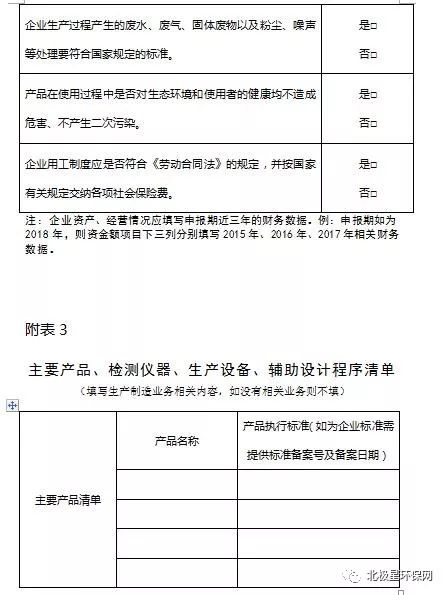 企业生产过程产生的废水、废气、固体废物以及粉尘、噪声
等处理要符合国家规定的标准。
是□
否□
产品在使用过程中是否对生态环境和使用者的健康均不造成
危害、不产生二次污染。
是□
否□
企业用工制度应是否符合《劳动合同法》的规定，并按国家
有关规定交纳各项社会保险费。
是□
否□
注：企业资产、经营情况应填写申报期近三年的财务数据。例：申报期如为
2018 年，则资金额项目下三列分别填写 2015 年、2016 年、2017 年相关财务
数据。
附表 3
主要产品、检测仪器、生产设备、辅助设计程序清单
（填写生产制造业务相关内容，如没有相关业务则不填）
主要产品清单
产品名称
产品执行标准（如为企业标准需
提供标准备案号及备案日期）
北极星环保网